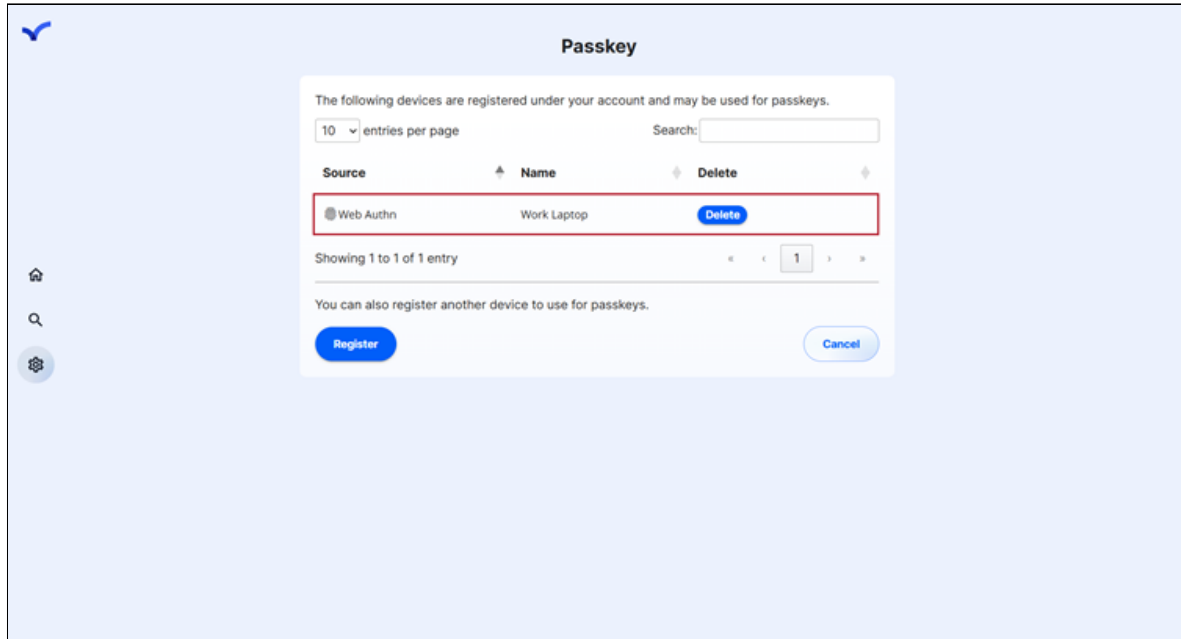 Passkey
The following devices are registered under your account and may be used for passkeys.
10 entries per page Search:
Source Name Delete
Web Authn Work Laptop Delete
Showing 1 to 1 of 1 entry « ‹ 1 › »
You can also register another device to use for passkeys.
Register Cancel